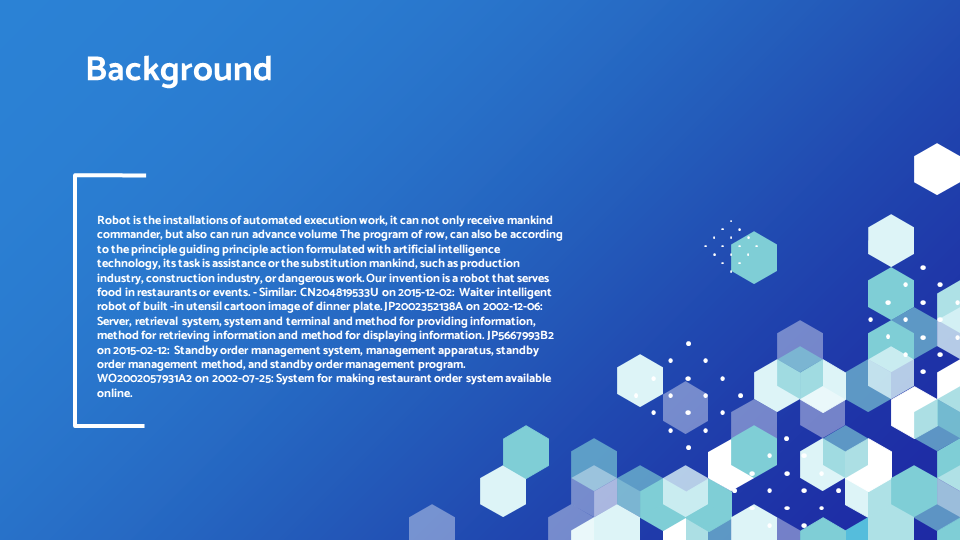 Background
Robot is the installations of automated execution work, it can not only receive mankind
commander, but also can run advance volume The program of row, can also be according
to the principle guiding principle action formulated with artificial intelligence
technology, its task is assistance or the substitution mankind, such as production
industry, construction industry, or dangerous work. Our invention is a robot that serves
food in restaurants or events. - Similar: CN204819533U on 2015-12-02: Waiter intelligent
robot of built -in utensil cartoon image of dinner plate. JP2002352138A on 2002-12-06:
Server, retrieval system, system and terminal and method for providing information,
method for retrieving information and method for displaying information. JP5667993B2
on 2015-02-12: Standby order management system, management apparatus, standby
order management method, and standby order management program.
WO2002057931A2 on 2002-07-25: System for making restaurant order system available
online.